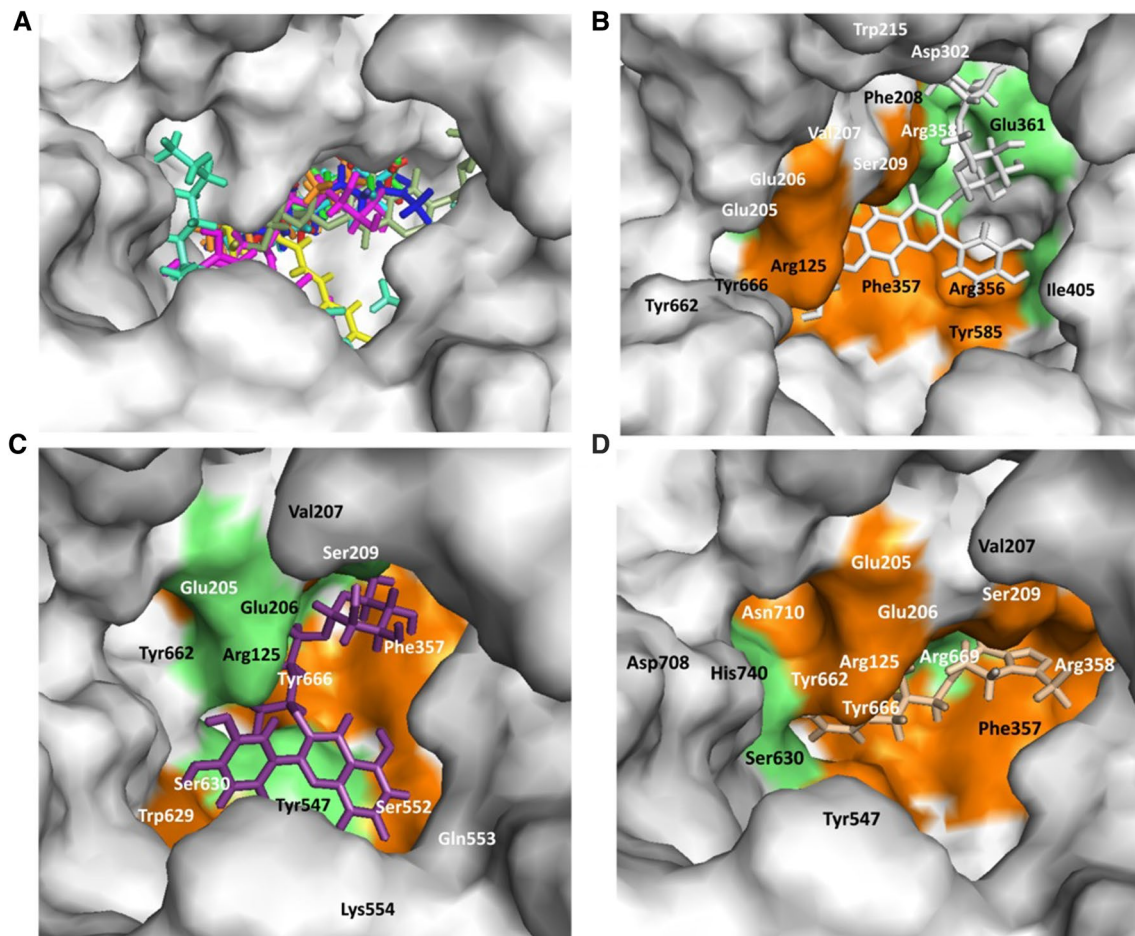 A
B
Trp215
Asp302
Phe208
Glu361
Val207
Arg358
Ser209
Glu206
Glu205
Arg125
Tyr666
Phe357
Arg356
Ile405
Tyr662
Tyr585
C
Val207
Ser209
Glu205
Glu206
Tyr662
Arg125
Phe357
Tyr666
Ser630
Tyr547
Ser552
Trp629
Gln553
Lys554
D
Val207
Glu205
Ser209
Asn710
Glu206
Asp708
His740
Arg125
Arg669
Arg358
Tyr662
Tyr666
Phe357
Ser630
Tyr547